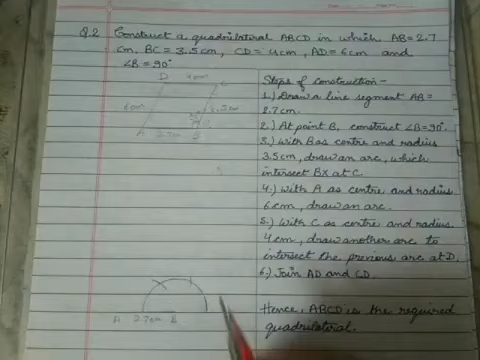 Q.2 Construct a quadrilateral ABCD in which AB = 2.7
cm, BC = 3.5cm, CD = 4cm, AD = 6cm and
∠B = 90°
D 4cm C
6cm 3.5cm
A 2.7cm B
Steps of construction -
1.) Draw a line segment AB =
2.7cm.
2.) At point B, construct ∠B = 90°.
3.) With B as centre and radius
3.5cm, draw an arc, which
intersect BX at C.
4.) With A as centre and radius
6cm, draw an arc.
5.) With C as centre and radius
4cm, draw another arc to
intersect the previous arc at D.
6.) Join AD and CD.
Hence, ABCD is the required
quadrilateral.
A 2.7cm B